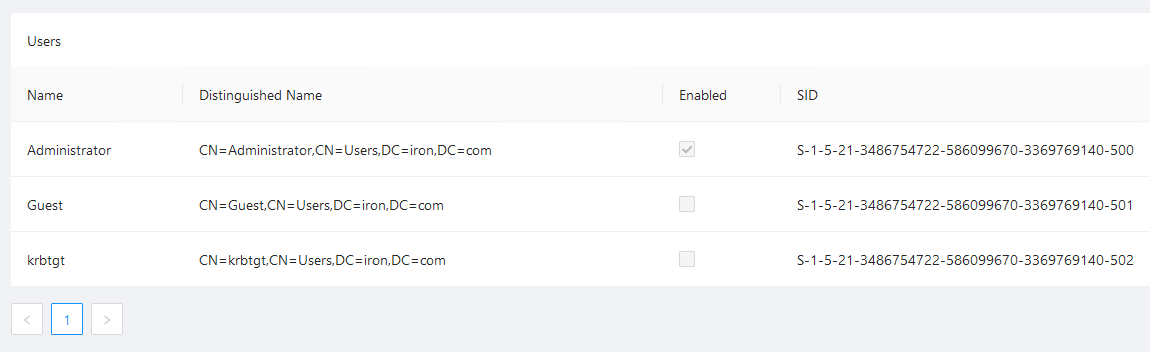 Users
Name Distinguished Name Enabled SID
Administrator CN=Administrator,CN=Users,DC=iron,DC=com S-1-5-21-3486754722-586099670-3369769140-500
Guest CN=Guest,CN=Users,DC=iron,DC=com S-1-5-21-3486754722-586099670-3369769140-501
krbtgt CN=krbtgt,CN=Users,DC=iron,DC=com S-1-5-21-3486754722-586099670-3369769140-502
< 1 >